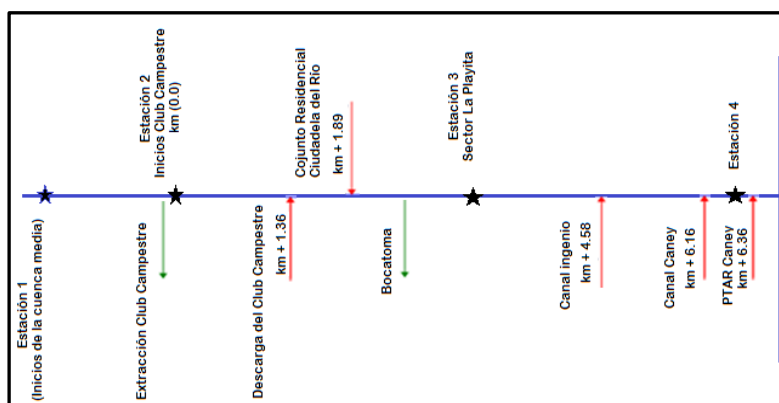 Estación 1
(Inicios de la cuenca media)
Extracción Club Campestre
Estación 2
Inicios Club Campestre
km (0.0)
Descarga del Club Campestre
km + 1.36
Cojunto Residencial
Ciudadela del Rio
km + 1.89
Bocatoma
Estación 3
Sector La Playita
Canal ingenio
km + 4.58
Canal Caney
km + 6.16
Estación 4
PTAR Caney
km + 6.36